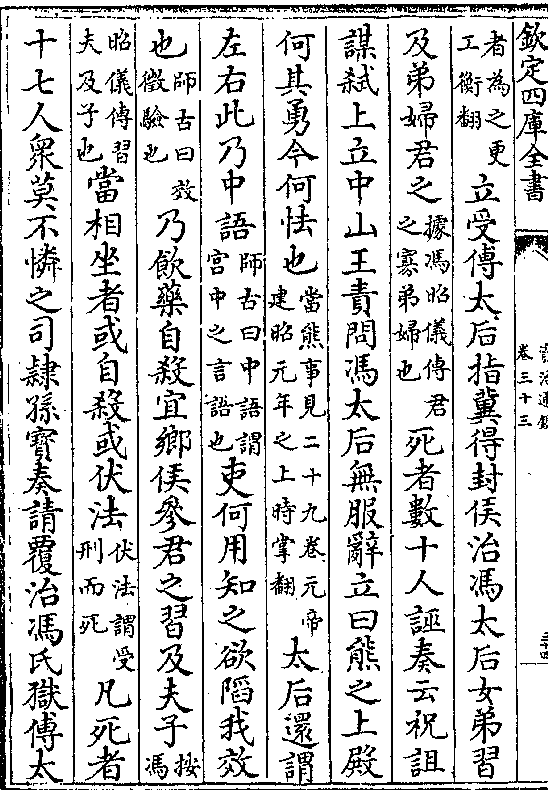 欽定四庫全書
卷三十三
者為之更工衡翻立受傅太后指冀得封侯治馮太后女弟習
及弟婦君之據馮昭儀傳君之寡弟婦也死者數十人誣奏云祝詛
謀弒上立中山王責問馮太后無服辭立曰熊之上殿
何其勇今何怯也當熊事見二十九卷元帝建昭元年之上時掌翻太后還謂
左右此乃中語師古曰中語謂宮中之言語也吏何用知之欲陷我效
也師古曰效徵驗也乃飲藥自殺宜鄉侯參君之習及夫子按馮
昭儀傳習夫及子也當相坐者或自殺或伏法伏法謂受刑而死凡死者
十七人衆莫不憐之司隸孫寶奏請覆治馮氏獄傅太